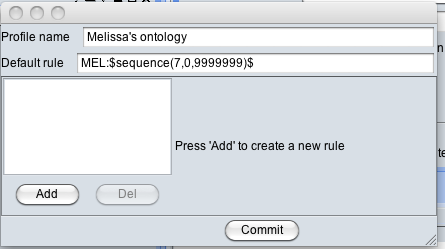 Profile name Melissa's ontology
Default rule MEL:$sequence(7,0,9999999)$
Press 'Add' to create a new rule
Add Del
Commit